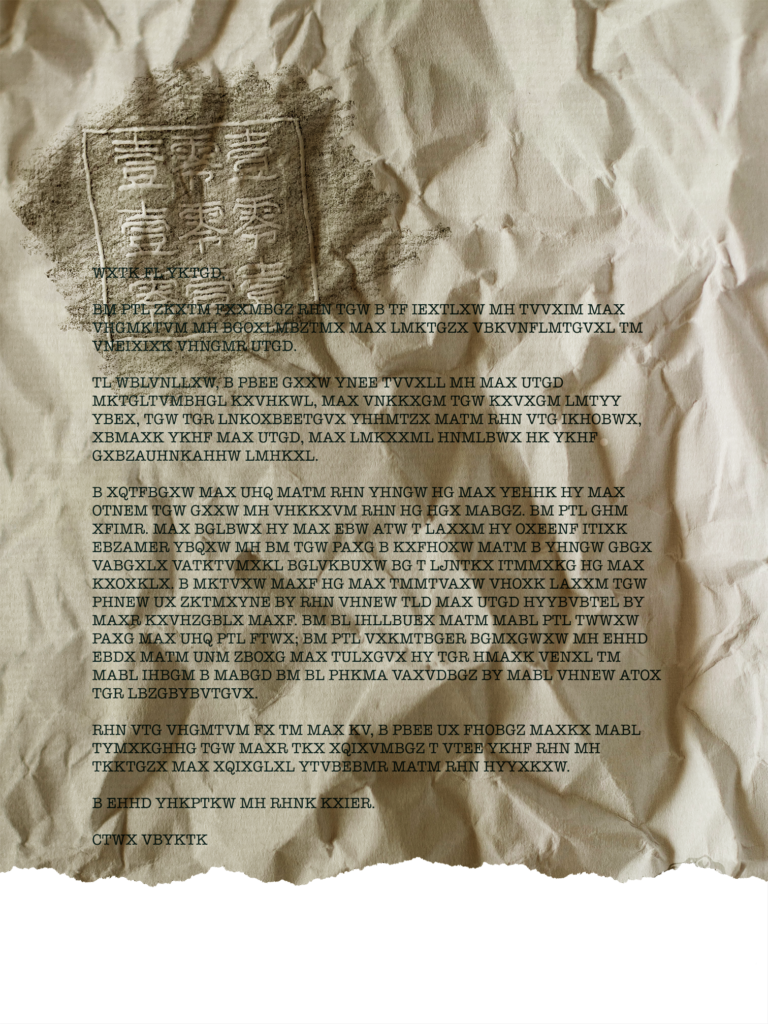 壹零壹
壹零零
WXTK FL YKTGD,
BM PTL ZKXTM FXXMBGZ RHN TGW B TF IEXTLXW MH TVVXIM MAX
VHGMKTVM MH BGOXLMBZTMX MAX LMKTGZX VBKVNFLMTGVXL TM
VNEIXIXK VHNGMR UTGD.
TL WBLVNLLXW, B PBEE GXXW YNEE TVVXLL MH MAX UTGD
MKTGLTVMBHGL KXVHKWL, MAX VNKKXGM TGW KXVXGM LMTYY
YBEX, TGW TGR LNKOXBEETGVX YHHMTZX MATM RHN VTG IKHOBWX,
XBMAXK YKHF MAX UTGD, MAX LMKXXML HNMLBWX HK YKHF
GXBZAUHNKAHHW LMHKXL.
B XQTFBGXW MAX UHQ MATM RHN YHNGW HG MAX YEHHK HY MAX
OTNEM TGW GXXW MH VHKKXVM RHN HG HGX MABGZ. BM PTL GHM
XFIMR. MAX BGLBWX HY MAX EBW ATW T LAXXM HY OXEENF ITIXK
EBZAMER YBQXW MH BM TGW PAXG B KXFHOXW MATM B YHNGW GBGX
VABGXLX VATKTVMXKL BGLVKBUXW BG T LJNTKX ITMMXKG HG MAX
KXOXKLX. B MKTVXW MAXF HG MAX TMMTVAXW VHOXK LAXXM TGW
PHNEW UX ZKTMXYNE BY RHN VHNEW TLD MAX UTGD HYYBVBTEL BY
MAXR KXVHZGBLX MAXF. BM BL IHLLBUEX MATM MABL PTL TWWXW
PAXG MAX UHQ PTL FTWX; BM PTL VXKMTBGER BGMXGWXW MH EHHD
EBDX MATM UNM ZBOXG MAX TULXGVX HY TGR HMAXK VENXL TM
MABL IHBGM B MABGD BM BL PHKMA VAXVDBGZ BY MABL VHNEW ATOX
TGR LBZGBYBVTGVX.
RHN VTG VHGMTVM FX TM MAX KV, B PBEE UX FHOBGZ MAXKX MABL
TYMXKGHHG TGW MAXR TKX XQIXVMBGZ T VTEE YKHF RHN MH
TKKTGZX MAX XQIXGLXL YTVBEBMR MATM RHN HYYXKXW.
B EHHD YHKPTKW MH RHNK KXIER.
CTWX VBYKTK